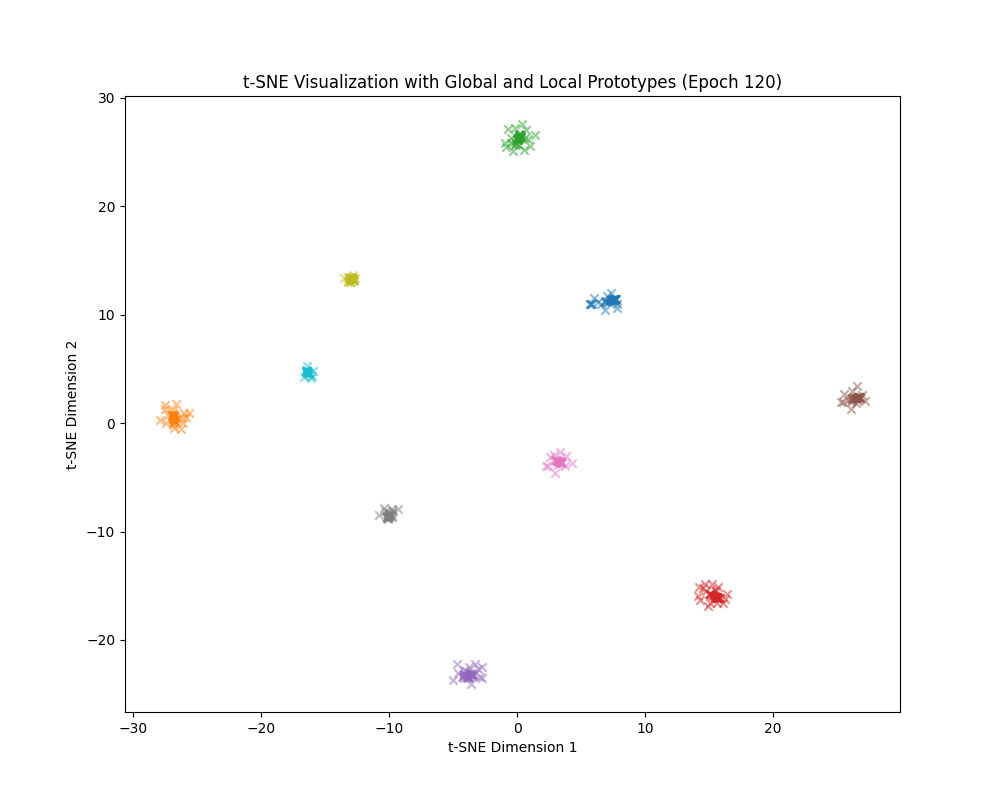 t-SNE Visualization with Global and Local Prototypes (Epoch 120)
30
20
10
0
−10
−20
t-SNE Dimension 2
−30 −20 −10 0 10 20
t-SNE Dimension 1